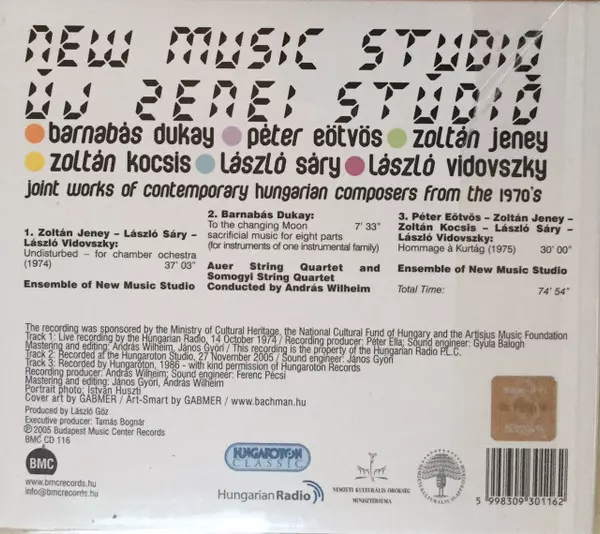 NEW MUSIC STUDIO
ÚJ ZENEI STÚDIÓ
barnabás dukay péter eötvös zoltán jeney
zoltán kocsis lászló sáry lászló vidovszky
joint works of contemporary hungarian composers from the 1970's
1. Zoltán Jeney – László Sáry –
László Vidovszky:
Undisturbed – for chamber ochestra
(1974) 37' 03"
Ensemble of New Music Studio
2. Barnabás Dukay:
To the changing Moon 7' 33"
sacrificial music for eight parts
(for instruments of one instrumental family)
Auer String Quartet and
Somogyi String Quartet
Conducted by András Wilheim
3. Péter Eötvös – Zoltán Jeney –
Zoltán Kocsis – László Sáry –
László Vidovszky:
Hommage à Kurtág (1975) 30' 00"
Ensemble of New Music Studio
Total Time: 74' 54"
The recording was sponsored by the Ministry of Cultural Heritage, the National Cultural Fund of Hungary and the Artisjus Music Foundation
Track 1: Live recording by the Hungarian Radio, 14 October 1974 / Recording producer: Péter Ella; Sound engineer: Gyula Balogh
Mastering and editing: András Wilheim, János Győri / This recording is the property of the Hungarian Radio P.L.C.
Track 2: Recorded at the Hungaroton Studio, 27 November 2005 / Sound engineer: János Győri
Track 3: Recorded by Hungaroton, 1986 - with kind permission of Hungaroton Records
Recording producer: András Wilheim; Sound engineer: Ferenc Pécsi
Mastering and editing: János Győri, András Wilheim
Portrait photo: István Huszti
Cover art by GABMER / Art-Smart by GABMER / www.bachman.hu
Produced by László Gőz
Executive producer: Tamás Bognár
℗©2005 Budapest Music Center Records
BMC CD 116
BMC
www.bmcrecords.hu
info@bmcrecords.hu
HUNGAROTON
CLASSIC
HungarianRadio
NEMZETI KULTURÁLIS ÖRÖKSÉG
MINISZTÉRIUMA
5 998309 301162